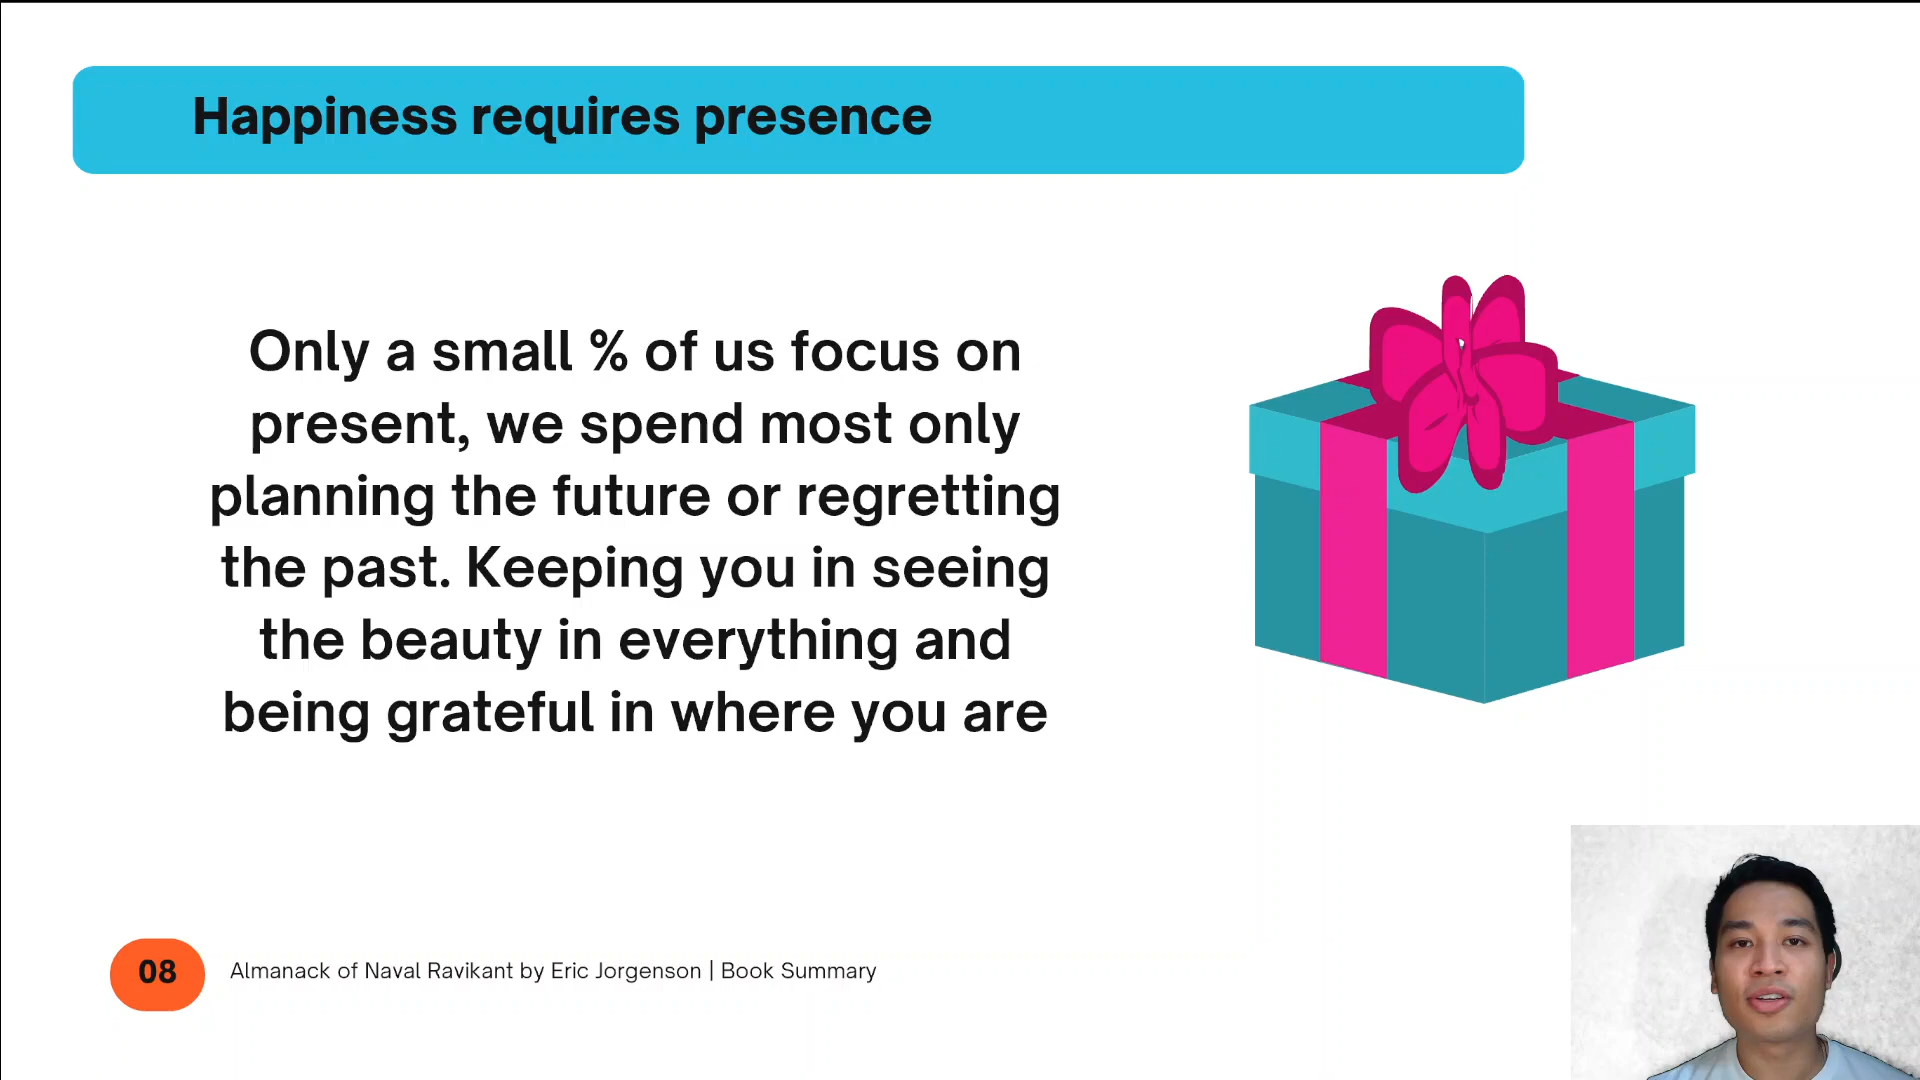 Happiness requires presence
Only a small % of us focus on
present, we spend most only
planning the future or regretting
the past. Keeping you in seeing
the beauty in everything and
being grateful in where you are
08
Almanack of Naval Ravikant by Eric Jorgenson | Book Summary